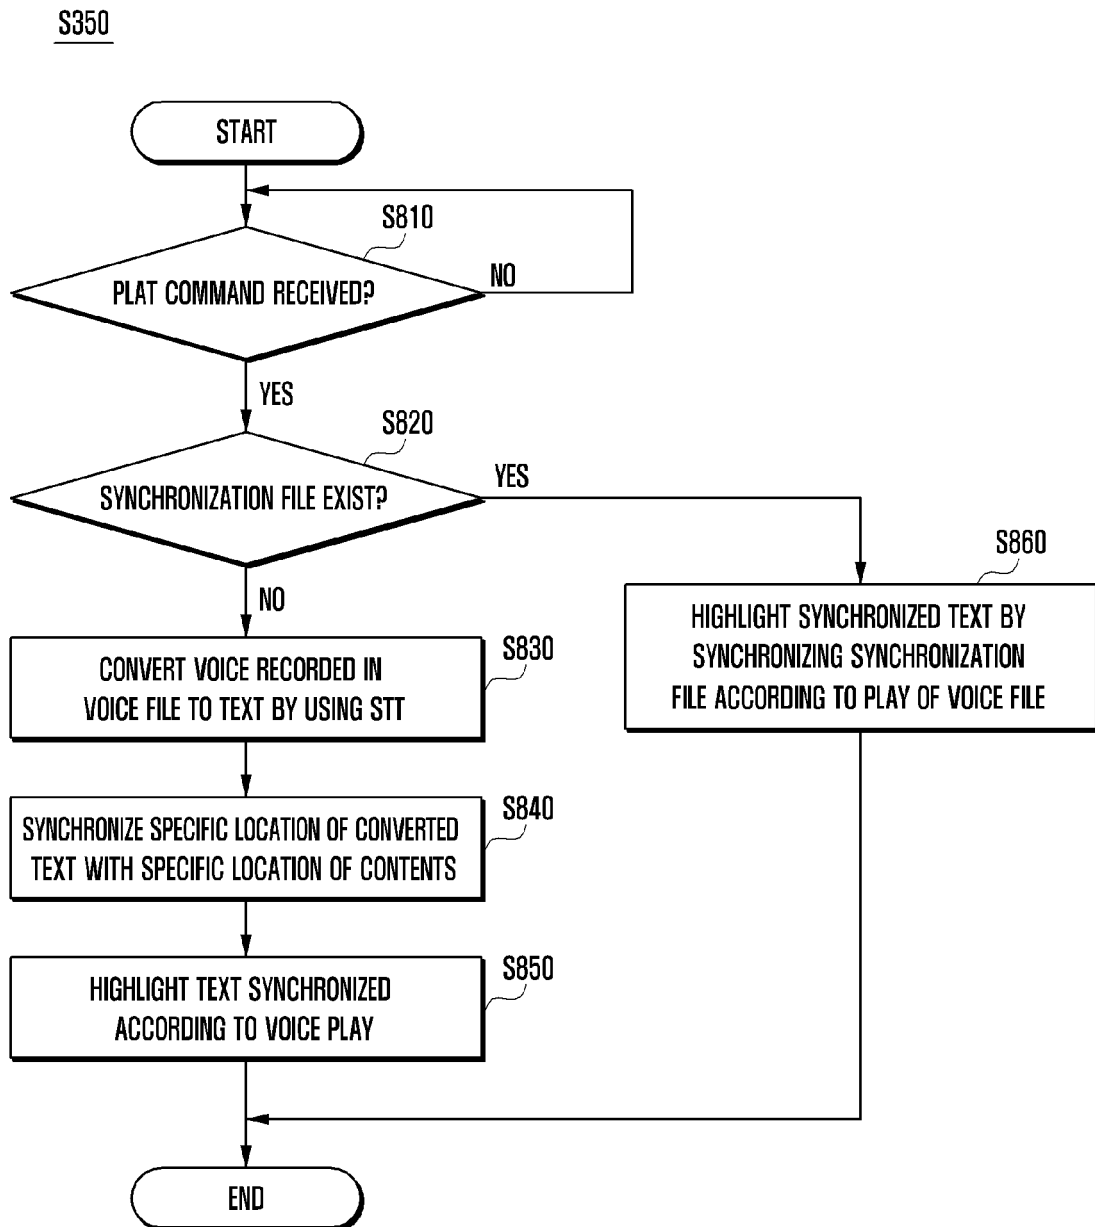 S350
START
S810
PLAT COMMAND RECEIVED?
NO
YES
S820
SYNCHRONIZATION FILE EXIST?
YES
NO
S860
HIGHLIGHT SYNCHRONIZED TEXT BY
SYNCHRONIZING SYNCHRONIZATION
FILE ACCORDING TO PLAY OF VOICE FILE
S830
CONVERT VOICE RECORDED IN
VOICE FILE TO TEXT BY USING STT
S840
SYNCHRONIZE SPECIFIC LOCATION OF CONVERTED
TEXT WITH SPECIFIC LOCATION OF CONTENTS
S850
HIGHLIGHT TEXT SYNCHRONIZED
ACCORDING TO VOICE PLAY
END